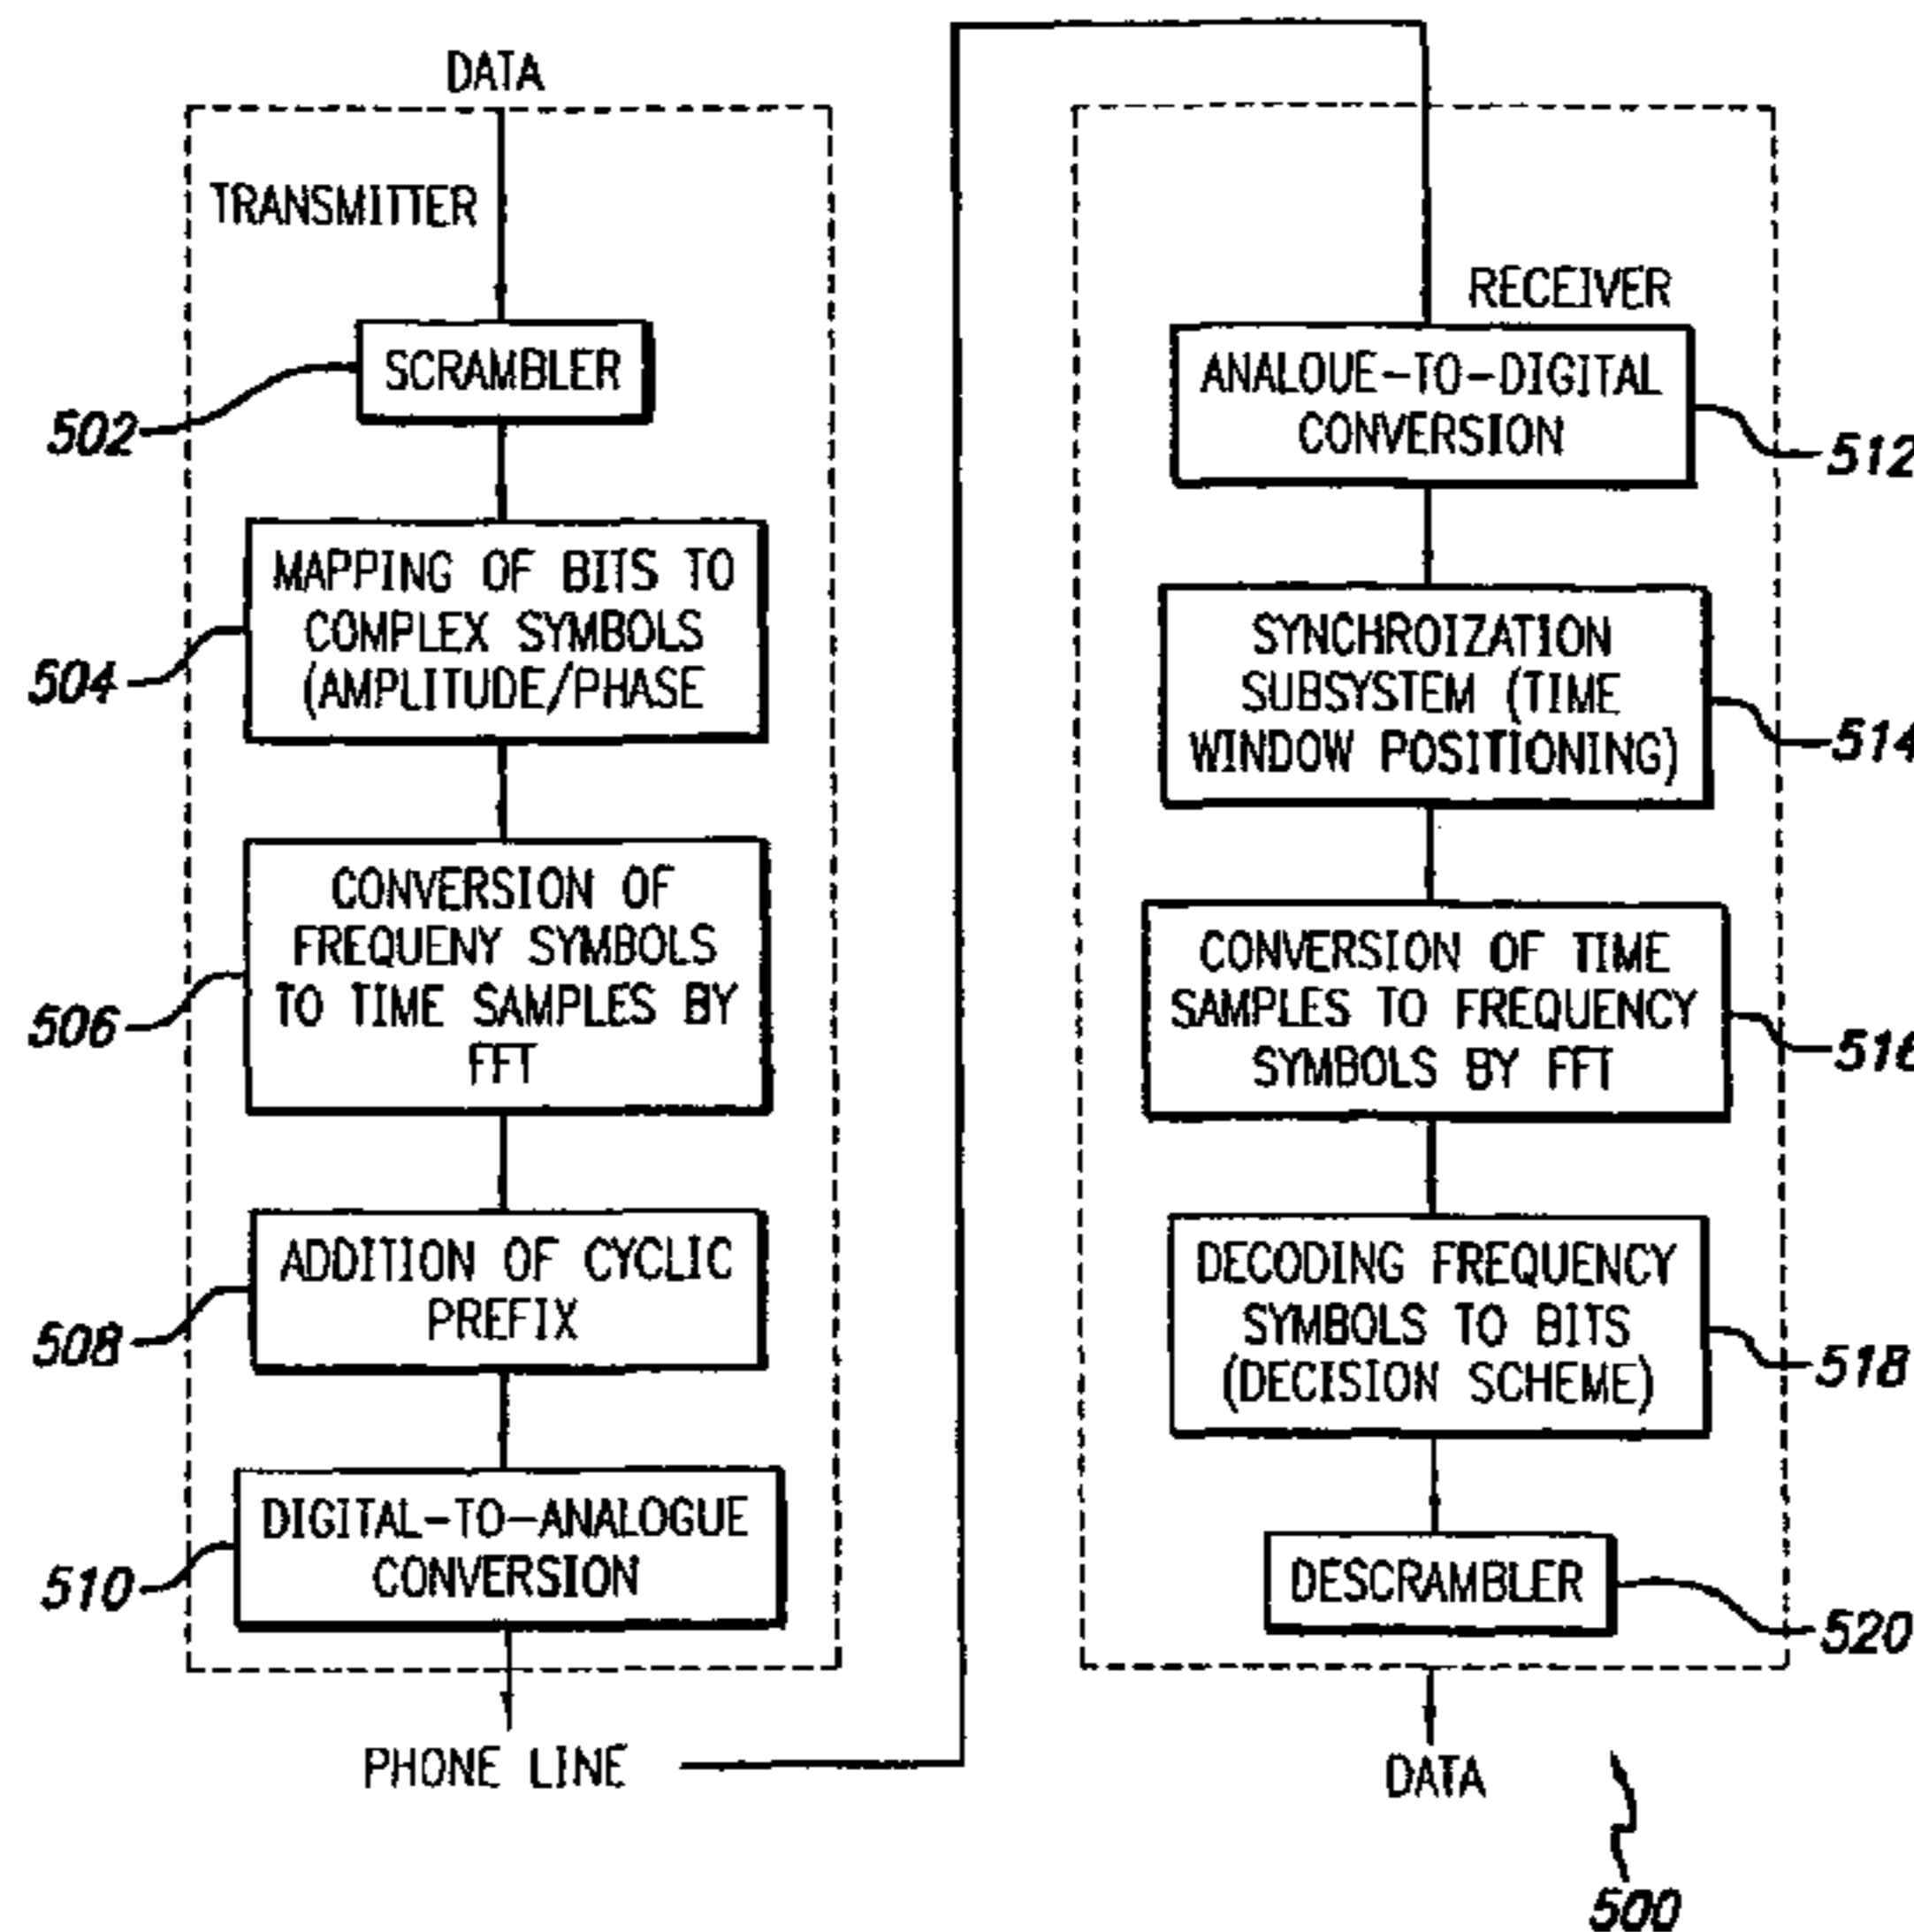 DATA
TRANSMITTER
SCRAMBLER
502
MAPPING OF BITS TO
COMPLEX SYMBOLS
(AMPLITUDE/PHASE
504
CONVERSION OF
FREQUENY SYMBOLS
TO TIME SAMPLES BY
FFT
506
ADDITION OF CYCLIC
PREFIX
508
DIGITAL-TO-ANALOGUE
CONVERSION
510
PHONE LINE
RECEIVER
ANALOUE-TO-DIGITAL
CONVERSION
512
SYNCHROIZATION
SUBSYSTEM (TIME
WINDOW POSITIONING)
514
CONVERSION OF TIME
SAMPLES TO FREQUENCY
SYMBOLS BY FFT
516
DECODING FREQUENCY
SYMBOLS TO BITS
(DECISION SCHEME)
518
DESCRAMBLER
520
DATA
500